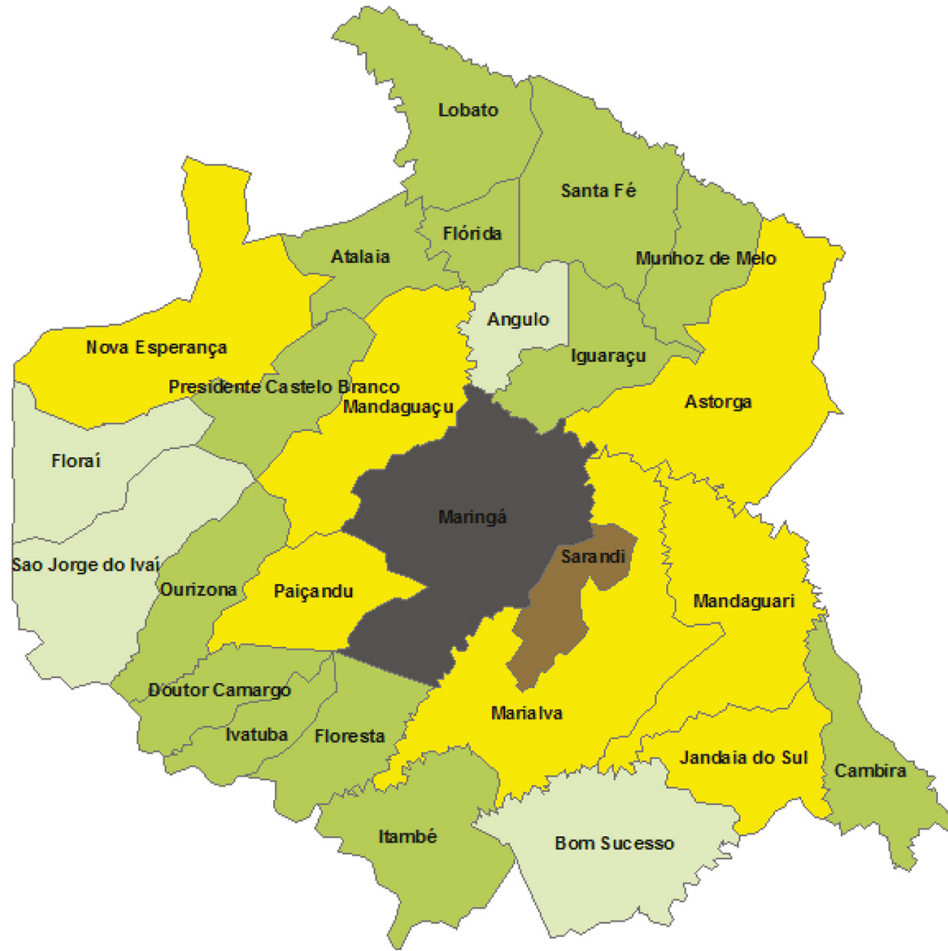 Lobato
Santa Fé
Flórida
Atalaia
Munhoz de Melo
Angulo
Nova Esperança
Iguaraçu
Presidente Castelo Branco
Astorga
Mandaguaçu
Floraí
Maringá
Sarandi
Sao Jorge do Ivaí
Ourizona
Paiçandu
Mandaguari
Doutor Camargo
Marialva
Ivatuba
Floresta
Jandaia do Sul
Cambira
Itambé
Bom Sucesso